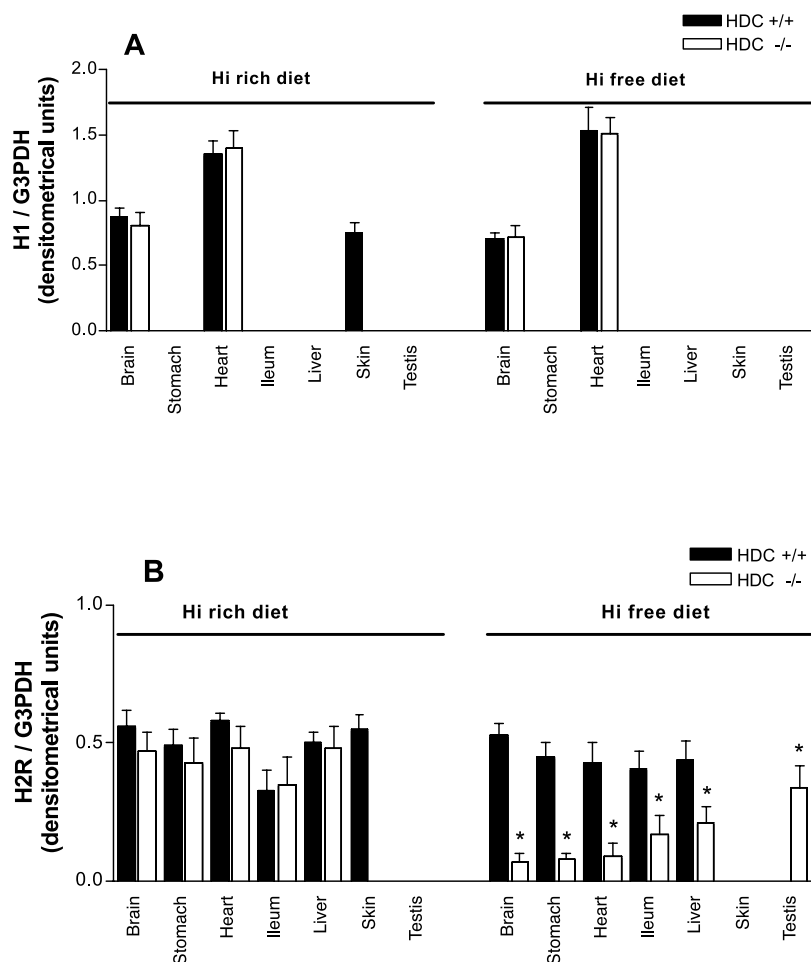 A
HDC +/+
HDC -/-
Hi rich diet
Hi free diet
H1 / G3PDH
(densitometrical units)
2.0
1.5
1.0
0.5
0.0
Brain
Stomach
Heart
Ileum
Liver
Skin
Testis
Brain
Stomach
Heart
Ileum
Liver
Skin
Testis
B
HDC +/+
HDC -/-
Hi rich diet
Hi free diet
H2R / G3PDH
(densitometrical units)
1.0
0.5
0.0
* * * * * *
Brain
Stomach
Heart
Ileum
Liver
Skin
Testis
Brain
Stomach
Heart
Ileum
Liver
Skin
Testis